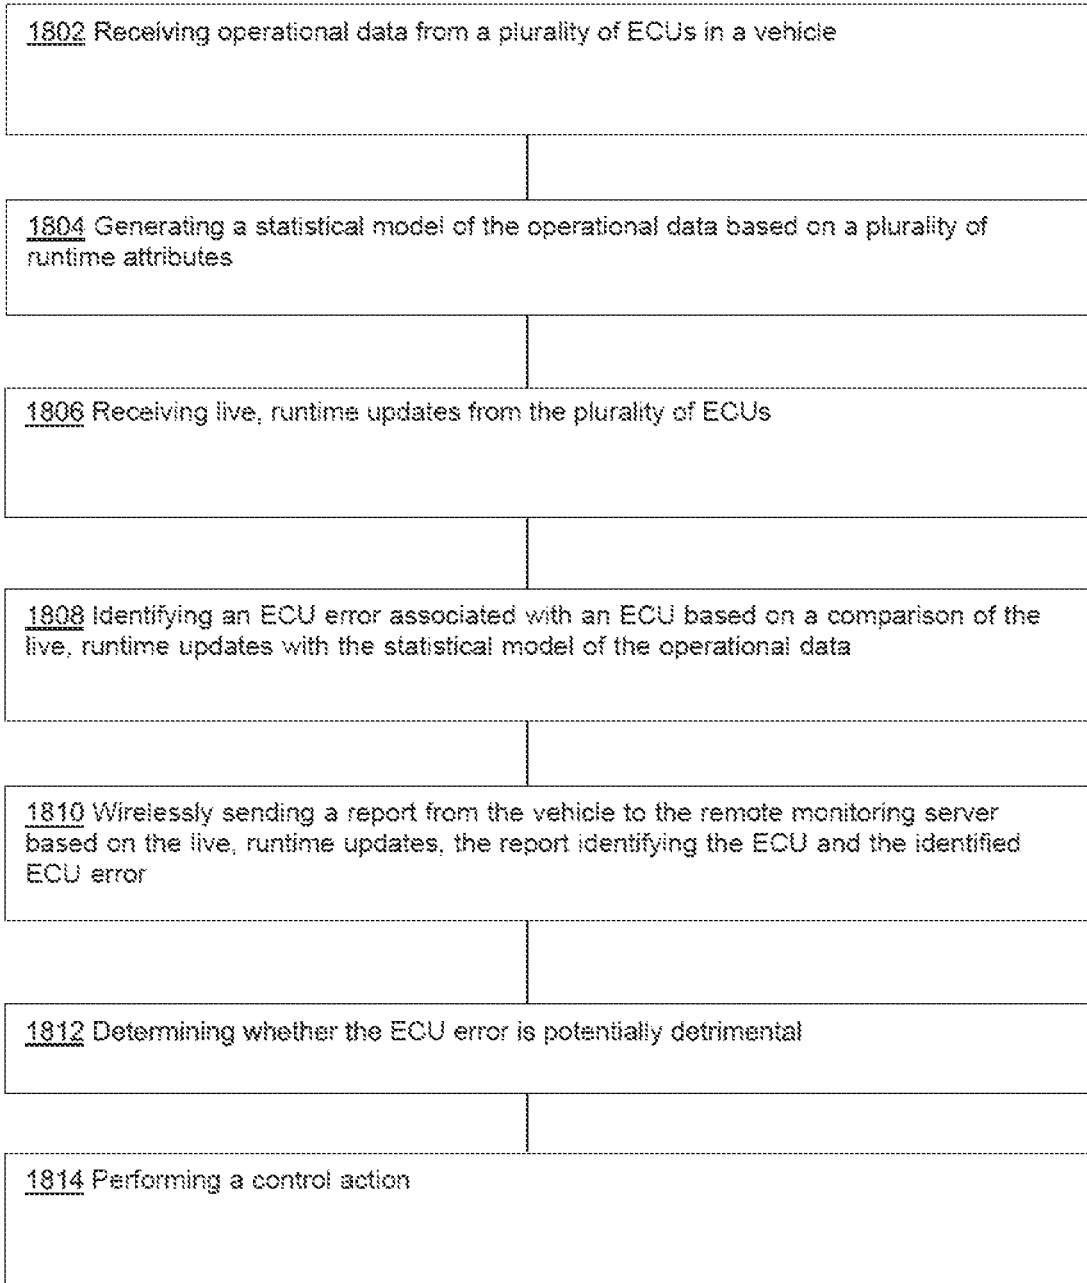 1802 Receiving operational data from a plurality of ECUs in a vehicle
1804 Generating a statistical model of the operational data based on a plurality of
runtime attributes
1806 Receiving live, runtime updates from the plurality of ECUs
1808 Identifying an ECU error associated with an ECU based on a comparison of the
live, runtime updates with the statistical model of the operational data
1810 Wirelessly sending a report from the vehicle to the remote monitoring server
based on the live, runtime updates, the report identifying the ECU and the identified
ECU error
1812 Determining whether the ECU error is potentially detrimental
1814 Performing a control action